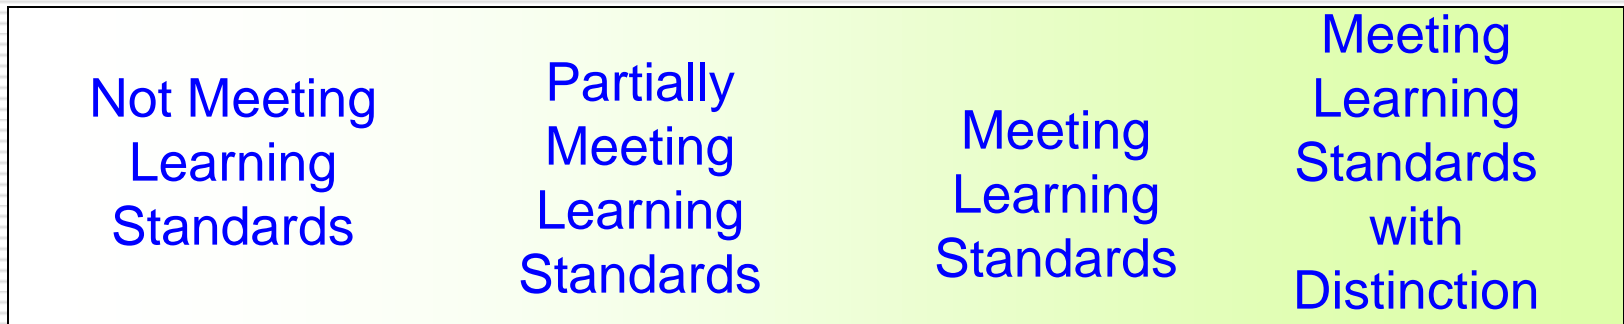 Not Meeting
Learning
Standards
Partially
Meeting
Learning
Standards
Meeting
Learning
Standards
Meeting
Learning
Standards
with
Distinction